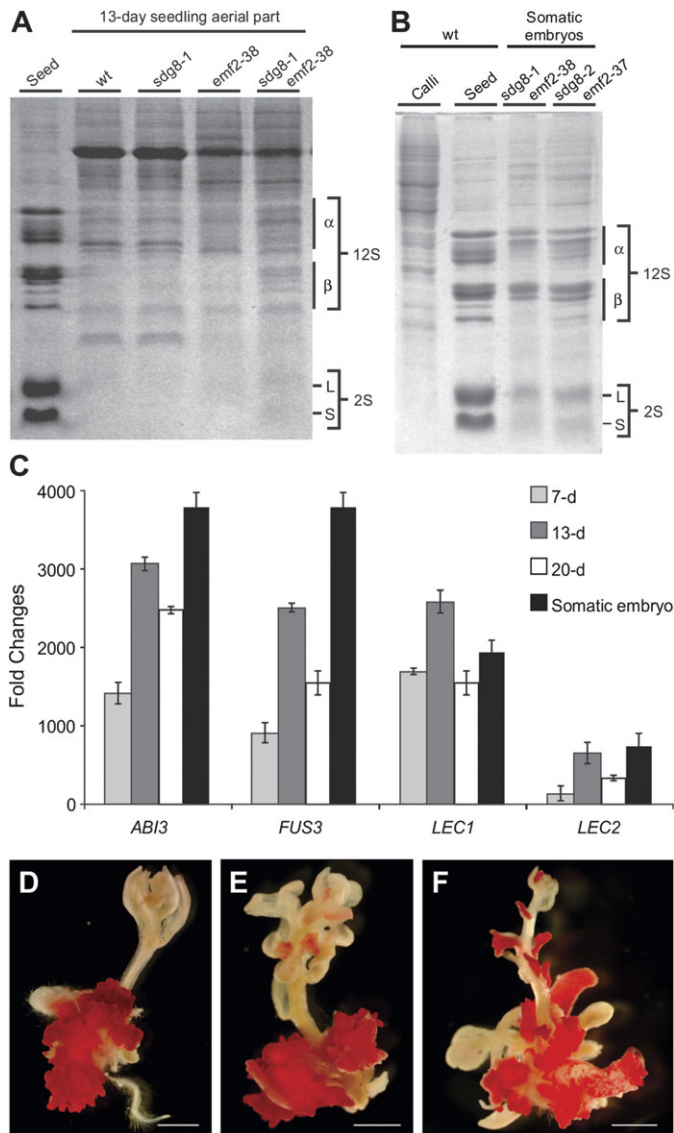 A
13-day seedling aerial part
Seed
wt
sdg8-1
emf2-38
sdg8-1
emf2-38
α
β
12S
L
S
2S
B
wt
Somatic
embryos
Calli
Seed
sdg8-1
emf2-38
sdg8-2
emf2-37
α
β
12S
L
S
2S
C
Fold Changes
4000
3000
2000
1000
0
7-d
13-d
20-d
Somatic embryo
ABI3
FUS3
LEC1
LEC2
D
E
F